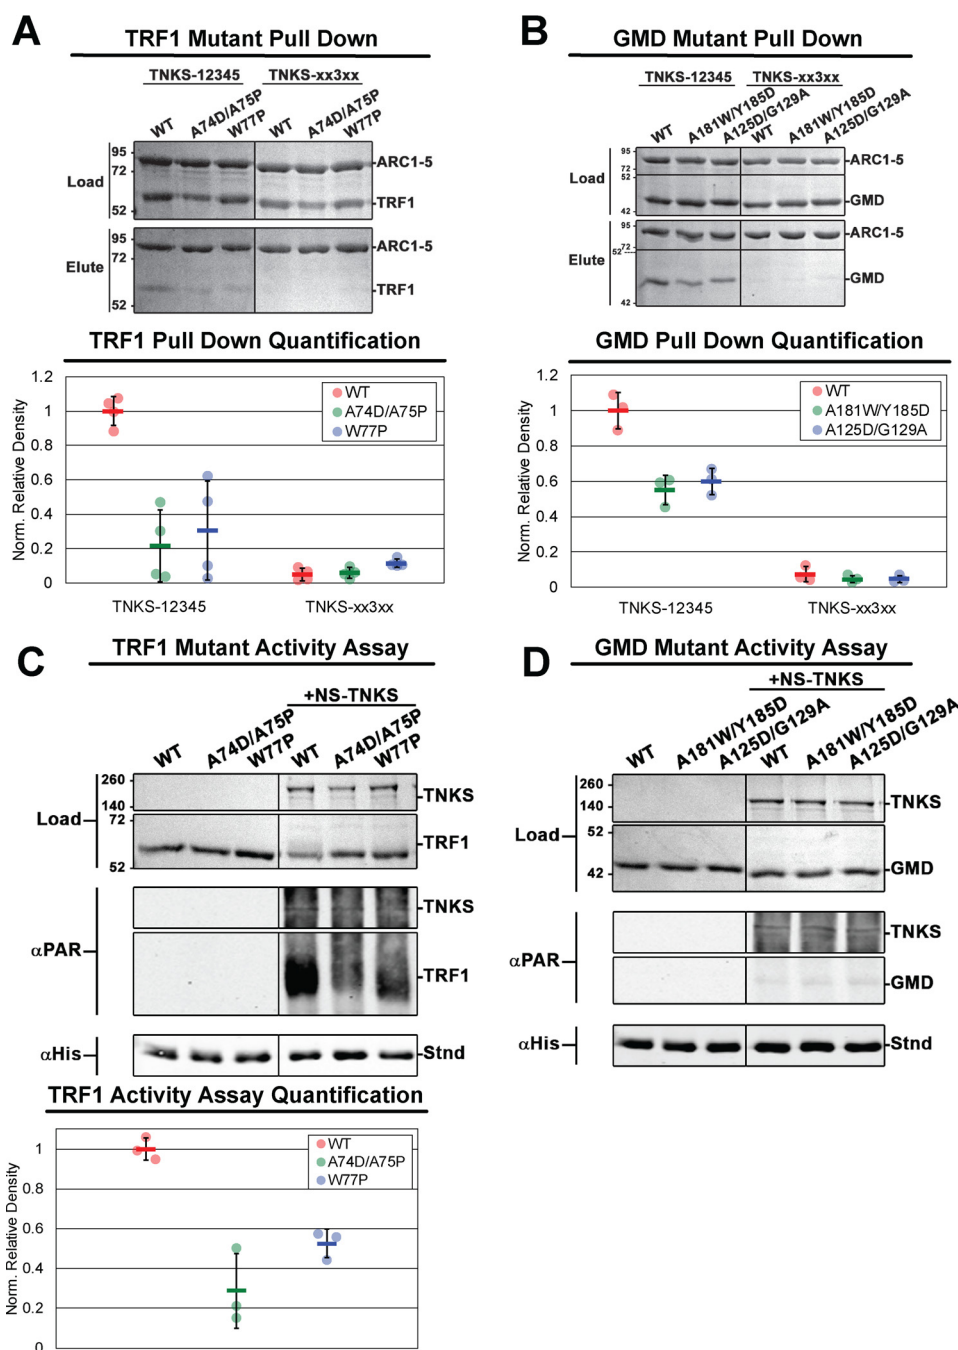 A
TRF1 Mutant Pull Down
TNKS-12345 TNKS-xx3xx
WT A74D/A75P W77P WT A74D/A75P W77P
95
72
52
Load
ARC1-5
TRF1
95
72
52
Elute
ARC1-5
TRF1
TRF1 Pull Down Quantification
Norm. Relative Density
1.2
1
0.8
0.6
0.4
0.2
0
WT
A74D/A75P
W77P
TNKS-12345 TNKS-xx3xx
B
GMD Mutant Pull Down
TNKS-12345 TNKS-xx3xx
WT A181W/Y185D A125D/G129A WT A181W/Y185D A125D/G129A
95
72
52
42
Load
ARC1-5
GMD
95
72
52
42
Elute
ARC1-5
GMD
GMD Pull Down Quantification
Norm. Relative Density
1.2
1
0.8
0.6
0.4
0.2
0
WT
A181W/Y185D
A125D/G129A
TNKS-12345 TNKS-xx3xx
C
TRF1 Mutant Activity Assay
+NS-TNKS
WT A74D/A75P W77P WT A74D/A75P W77P
260
140
72
52
Load
TNKS
TRF1
αPAR
TNKS
TRF1
αHis
Stnd
TRF1 Activity Assay Quantification
Norm. Relative Density
1
0.8
0.6
0.4
0.2
0
WT
A74D/A75P
W77P
D
GMD Mutant Activity Assay
+NS-TNKS
WT A181W/Y185D A125D/G129A WT A181W/Y185D A125D/G129A
260
140
52
42
Load
TNKS
GMD
αPAR
TNKS
GMD
αHis
Stnd